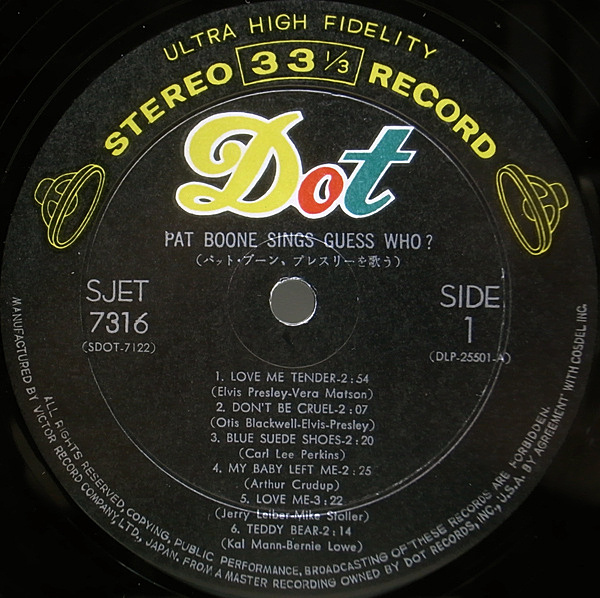 ULTRA HIGH FIDELITY
STEREO 33 1/3 RECORD
Dot
PAT BOONE SINGS GUESS WHO?
(パット・ブーン、プレスリーを歌う)
SJET
7316
(SDOT-7122)
SIDE
1
(DLP-25501-A)
1. LOVE ME TENDER-2:54
(Elvis Presley-Vera Matson)
2. DON'T BE CRUEL-2:07
(Otis Blackwell-Elvis-Presley)
3. BLUE SUEDE SHOES-2:20
(Carl Lee Perkins)
4. MY BABY LEFT ME-2:25
(Arthur Crudup)
5. LOVE ME-3:22
(Jerry Leiber-Mike Stoller)
6. TEDDY BEAR-2:14
(Kal Mann-Bernie Lowe)
ALL RIGHTS RESERVED, COPYING, PUBLIC PERFORMANCE, BROADCASTING OF THESE RECORDS ARE FORBIDDEN.
MANUFACTURED BY VICTOR RECORD COMPANY, LTD., JAPAN. FROM A MASTER RECORDING OWNED BY DOT RECORDS, INC., U.S.A. BY AGREEMENT WITH COSDEL INC.